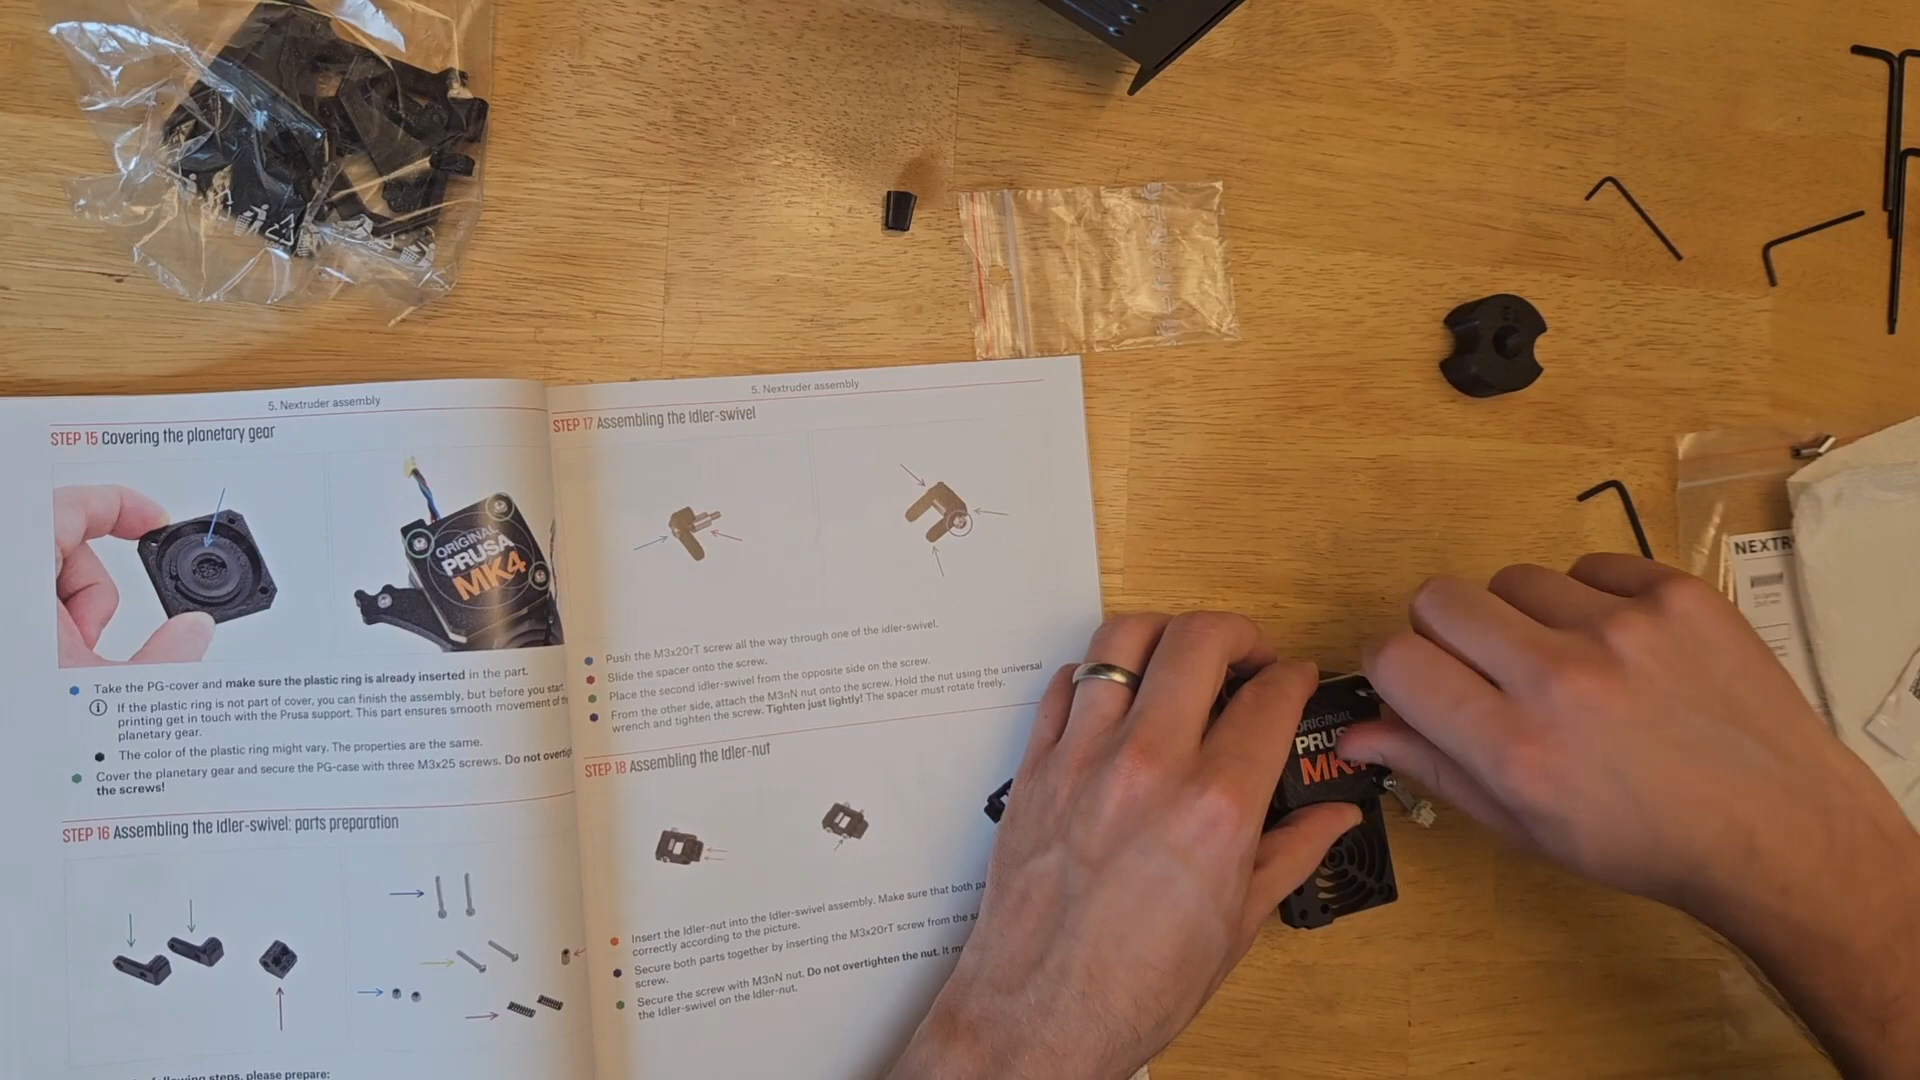 5. Nextruder assembly
STEP 15 Covering the planetary gear
ORIGINAL
PRUSA
MK4
Take the PG-cover and make sure the plastic ring is already inserted in the part.
If the plastic ring is not part of cover, you can finish the assembly, but before you start
printing get in touch with the Prusa support. This part ensures smooth movement of
planetary gear.
The color of the plastic ring might vary. The properties are the same.
Cover the planetary gear and secure the PG-case with three M3x25 screws. Do not
the screws!
STEP 16 Assembling the Idler-swivel: parts preparation
following steps, please prepare:
5. Nextruder assembly
STEP 17 Assembling the Idler-swivel
Push the M3x20rT screw all the way through one of the idler-swivel.
Slide the spacer onto the screw.
Place the second idler-swivel from the opposite side on the screw.
From the other side, attach the M3nN nut onto the screw. Hold the nut using the universal
wrench and tighten the screw. Tighten just lightly! The spacer must rotate freely.
STEP 18 Assembling the Idler-nut
Insert the Idler-nut into the Idler-swivel assembly. Make sure that both
correctly according to the picture.
Secure both parts together by inserting the M3x20rT screw from the
screw.
Secure the screw with M3nN nut. Do not overtighten the nut. It
the Idler-swivel on the Idler-nut.
ORIGINAL
PRUS
MK4
NEXTR